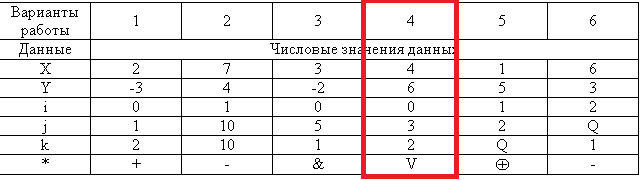 Варианты работы 1 2 3 4 5 6
Данные Числовые значения данных
X 2 7 3 4 1 6
Y -3 4 -2 6 5 3
i 0 1 0 0 1 2
j 1 10 5 3 2 Q
k 2 10 1 2 Q 1
* + - & V ⊕ -